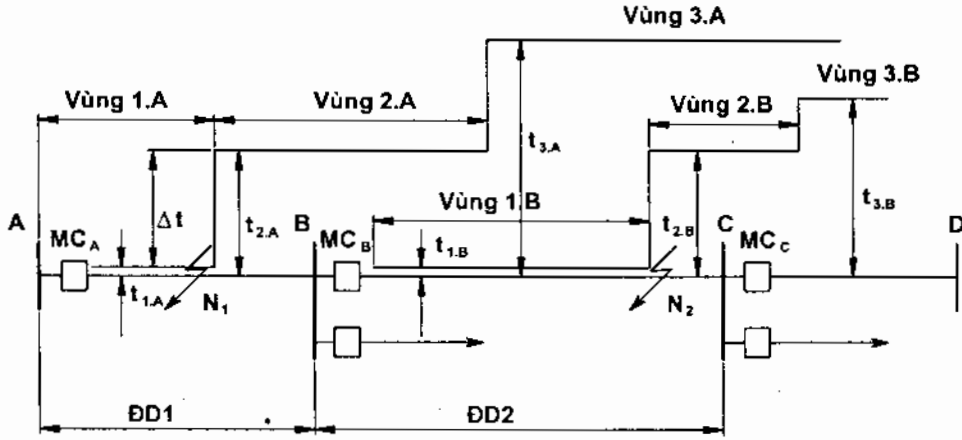 Vùng 3.A
Vùng 3.B
Vùng 1.A
Vùng 2.A
Vùng 2.B
t3.A
Δt
t2.A
Vùng 1.B
t2.B
t3.B
A
B
C
D
MCA
MCB
MCC
t1.B
t1.A
N1
N2
ĐD1
ĐD2